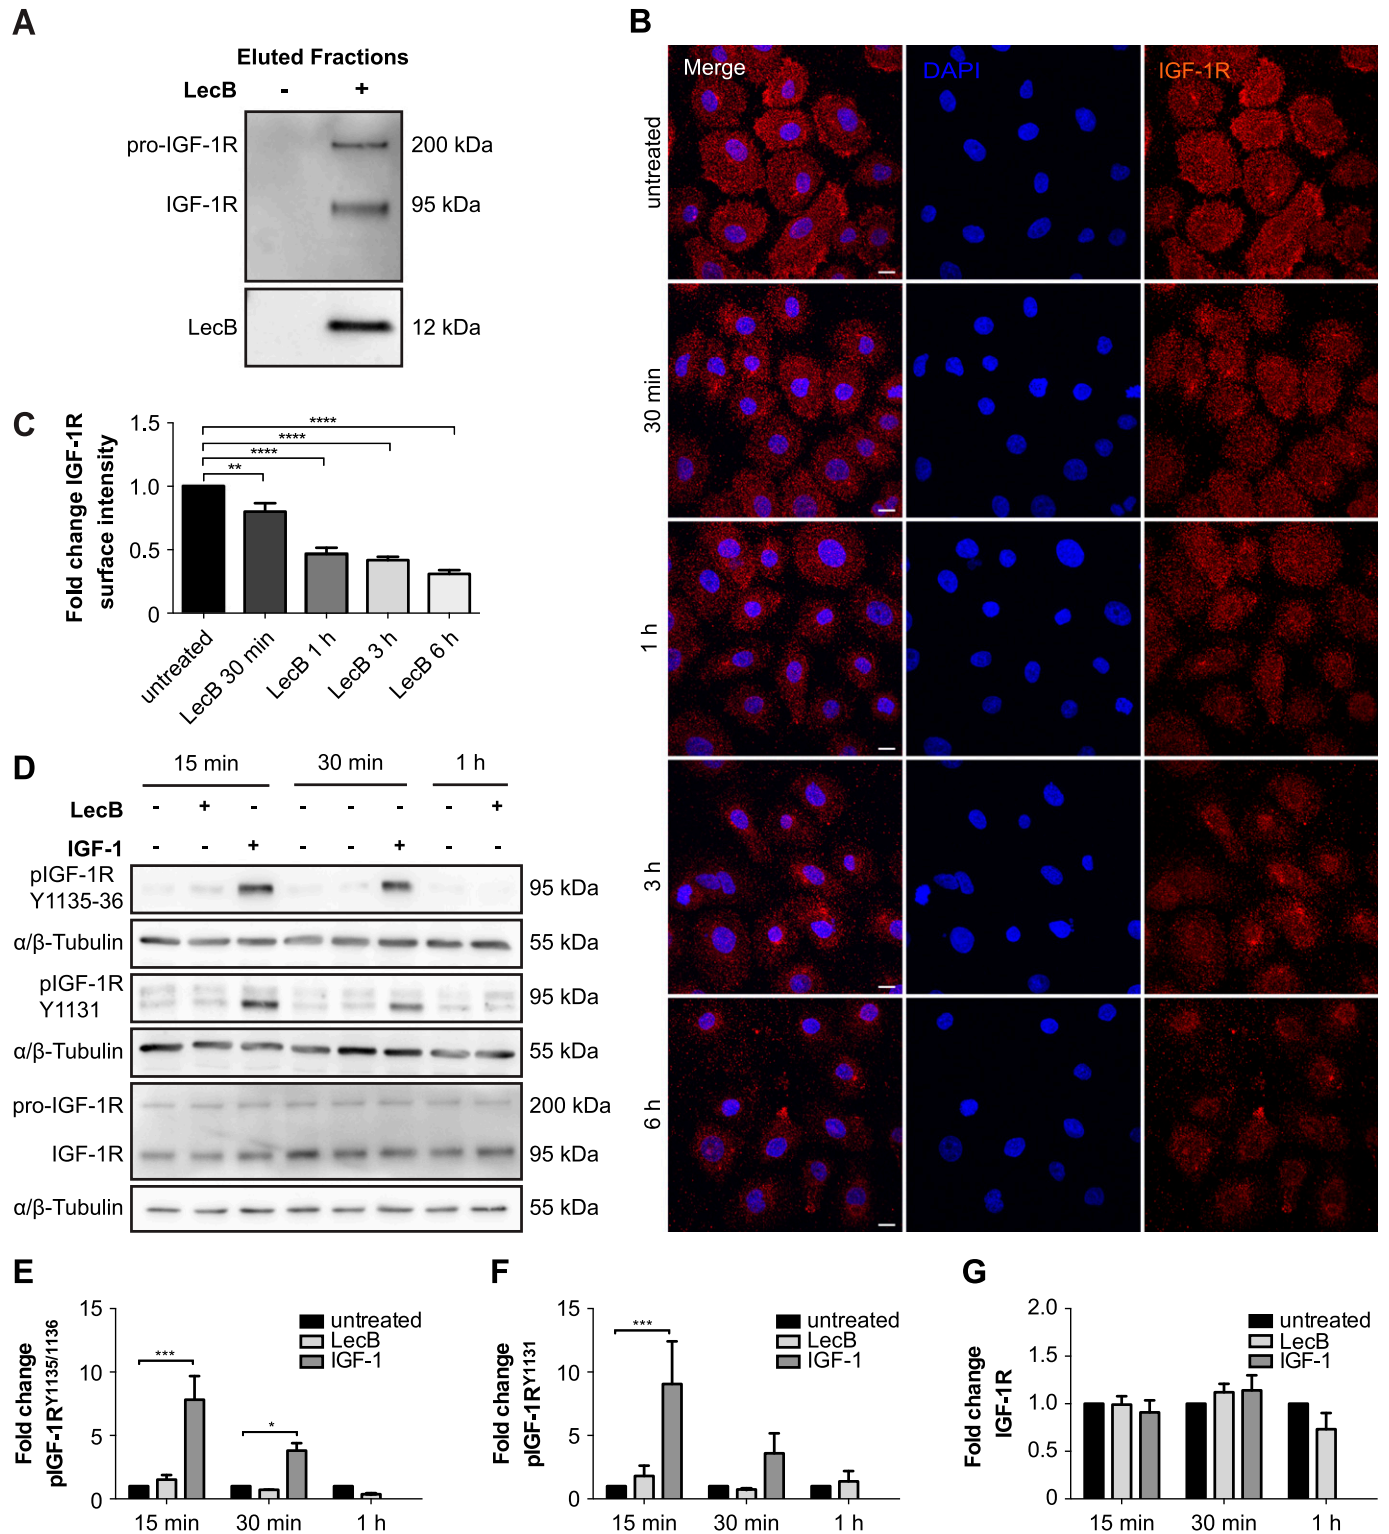 A
Eluted Fractions
LecB - +
pro-IGF-1R 200 kDa
IGF-1R 95 kDa
LecB 12 kDa
B
Merge DAPI IGF-1R
untreated
30 min
1 h
3 h
6 h
C
Fold change IGF-1R
surface intensity
1.5
1.0
0.5
0
** **** **** ****
untreated
LecB 30 min
LecB 1 h
LecB 3 h
LecB 6 h
D
15 min 30 min 1 h
LecB - + - - - - - +
IGF-1 - - + - - + - -
pIGF-1R
Y1135-36 95 kDa
α/β-Tubulin 55 kDa
pIGF-1R
Y1131 95 kDa
α/β-Tubulin 55 kDa
pro-IGF-1R 200 kDa
IGF-1R 95 kDa
α/β-Tubulin 55 kDa
E
Fold change
pIGF-1RY1135/1136
15
10
5
0
untreated
LecB
IGF-1
***
*
15 min 30 min 1 h
F
Fold change
pIGF-1RY1131
15
10
5
0
untreated
LecB
IGF-1
***
15 min 30 min 1 h
G
Fold change
IGF-1R
2.0
1.5
1.0
0.5
0
untreated
LecB
IGF-1
15 min 30 min 1 h